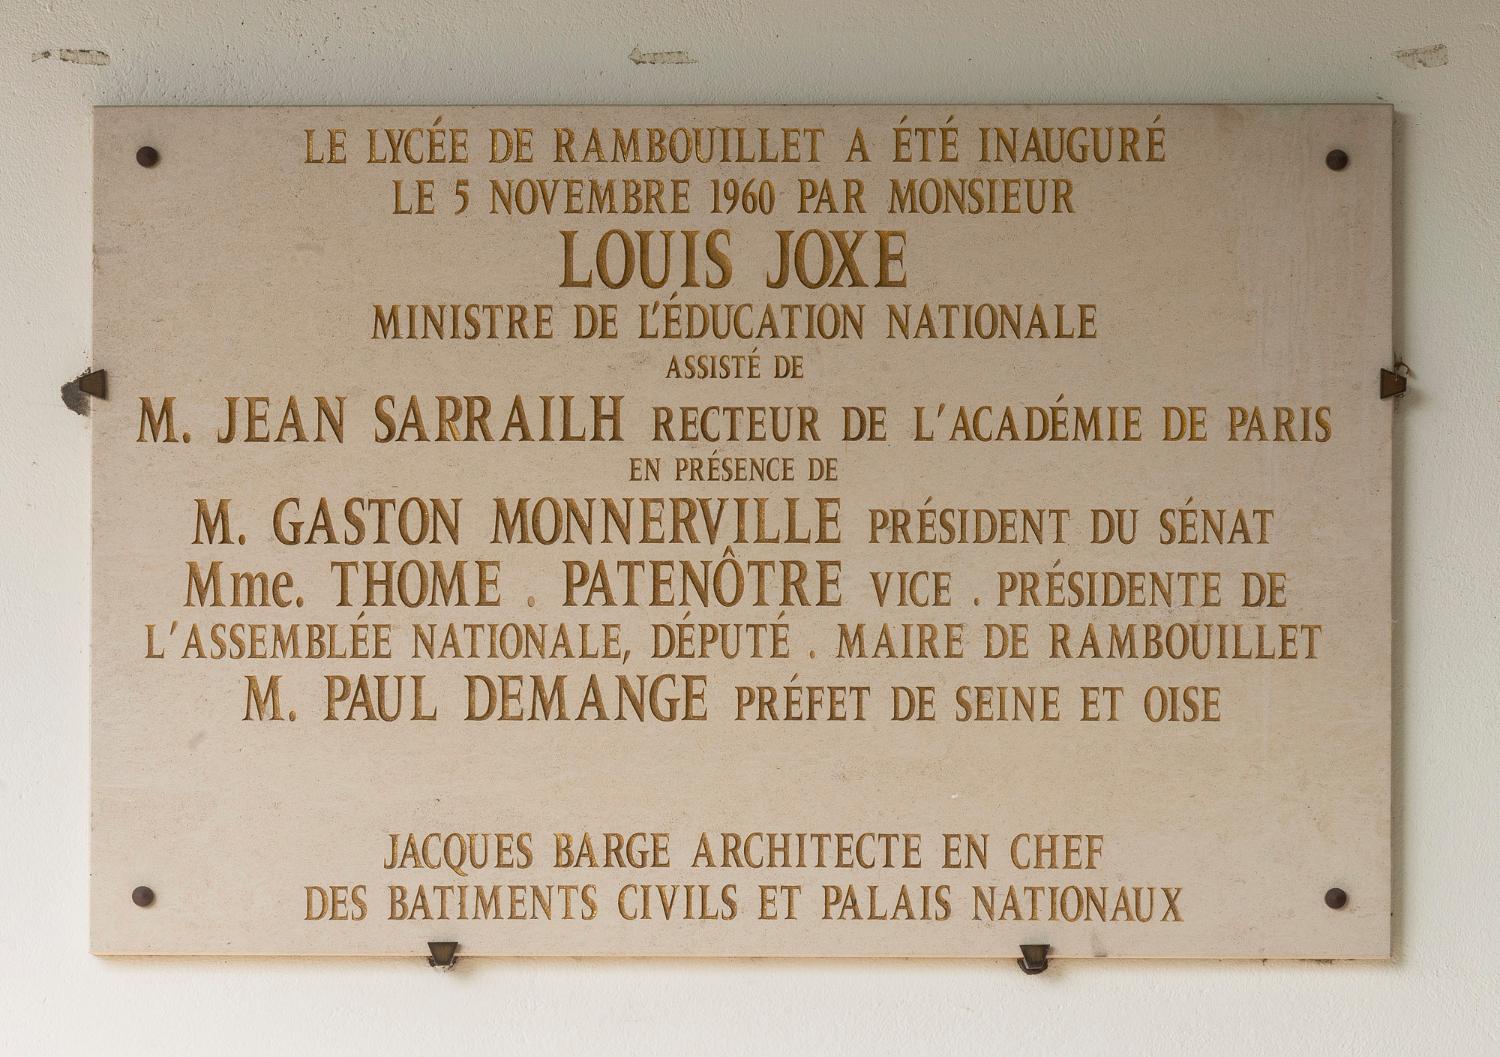 LE LYCÉE DE RAMBOUILLET A ÉTÉ INAUGURÉ
LE 5 NOVEMBRE 1960 PAR MONSIEUR
LOUIS JOXE
MINISTRE DE L'ÉDUCATION NATIONALE
ASSISTÉ DE
M. JEAN SARRAILH RECTEUR DE L'ACADÉMIE DE PARIS
EN PRÉSENCE DE
M. GASTON MONNERVILLE PRÉSIDENT DU SÉNAT
Mme. THOME . PATENÔTRE VICE . PRÉSIDENTE DE
L'ASSEMBLÉE NATIONALE, DÉPUTÉ . MAIRE DE RAMBOUILLET
M. PAUL DEMANGE PRÉFET DE SEINE ET OISE
JACQUES BARGE ARCHITECTE EN CHEF
DES BATIMENTS CIVILS ET PALAIS NATIONAUX